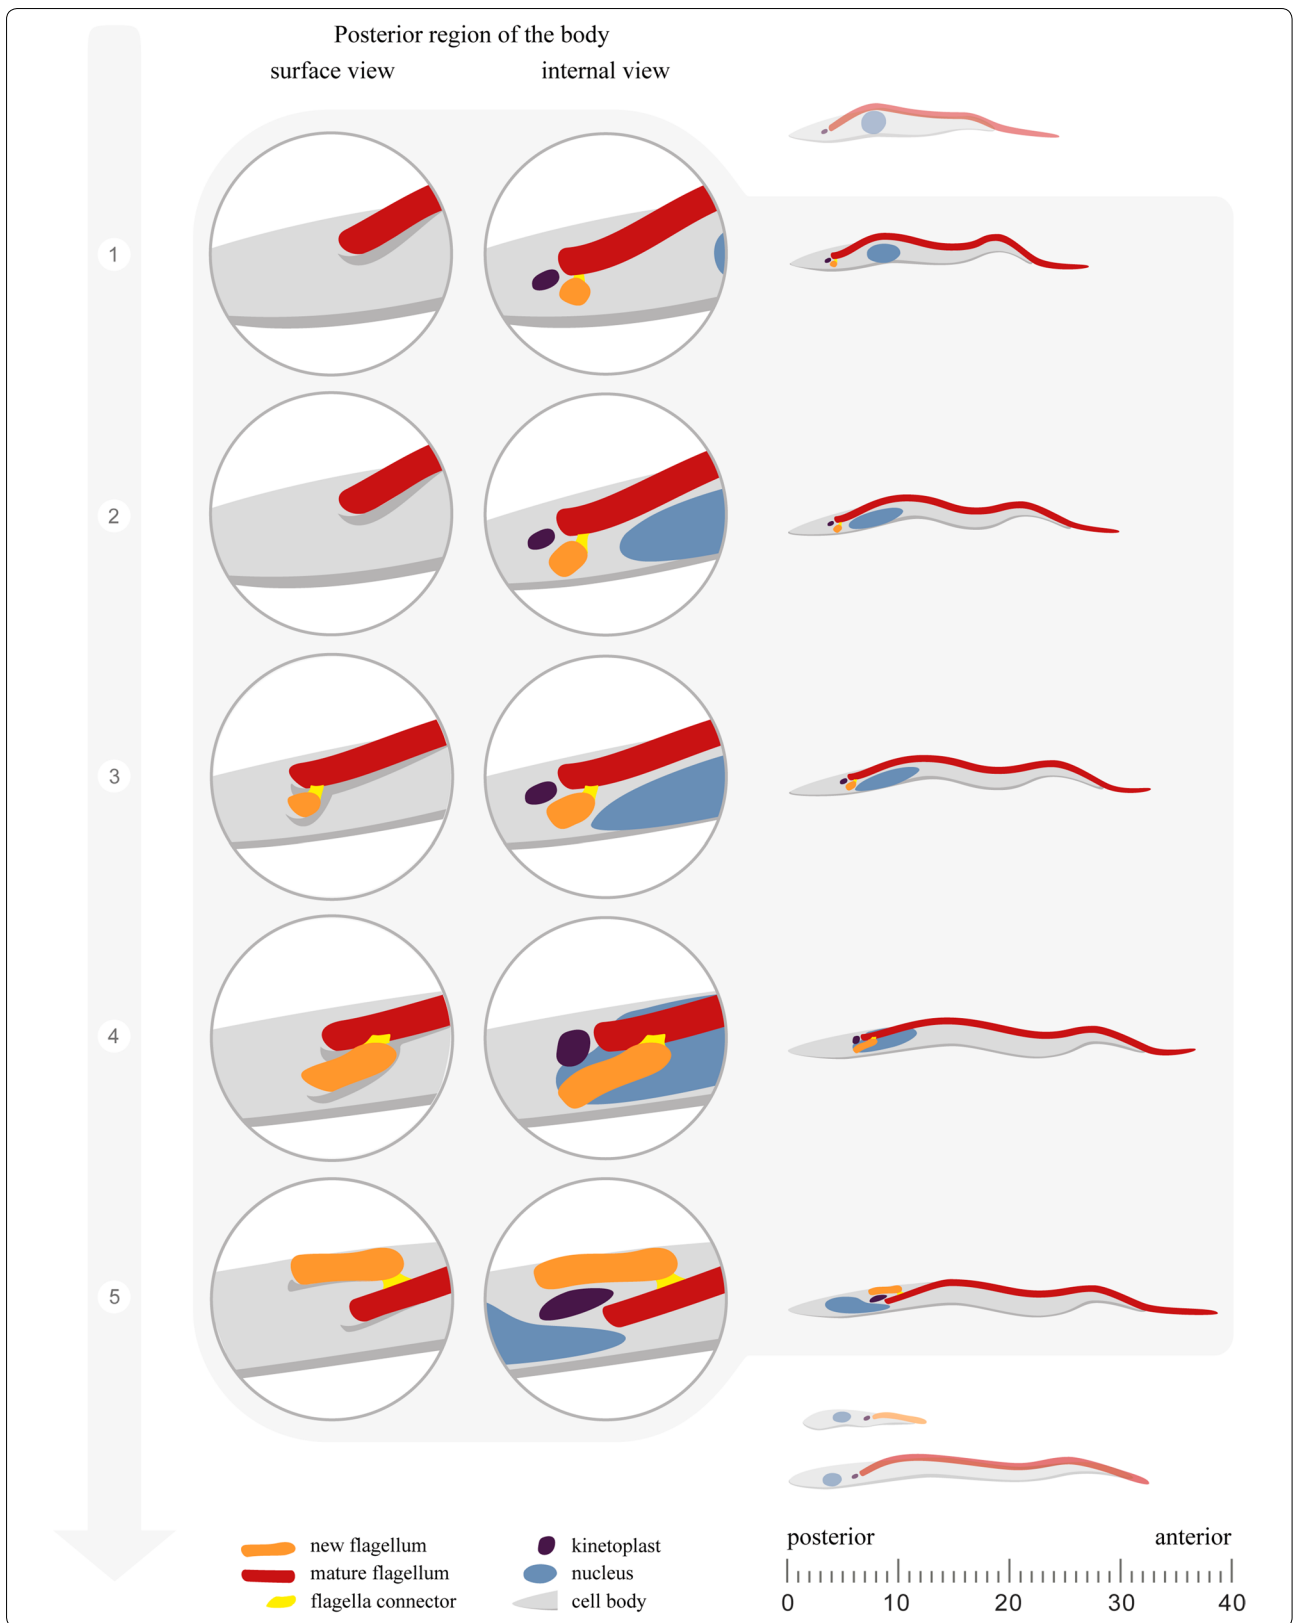 Posterior region of the body
surface view internal view
1
2
3
4
5
new flagellum
mature flagellum
flagella connector
kinetoplast
nucleus
cell body
posterior anterior
0 10 20 30 40